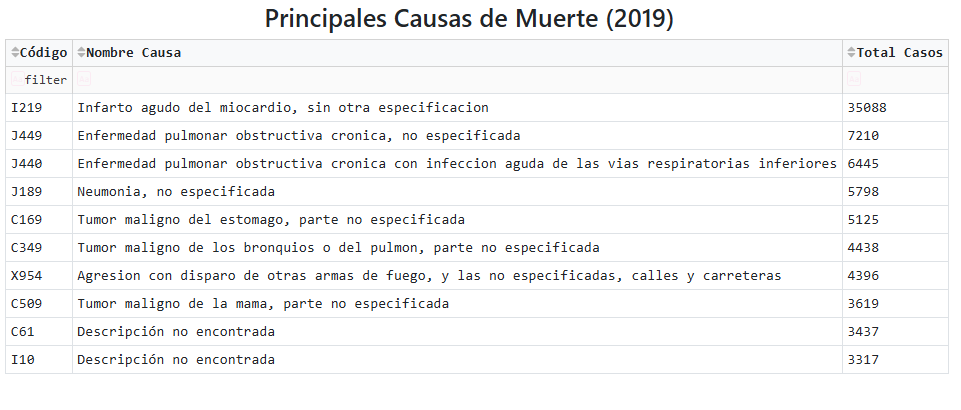 Principales Causas de Muerte (2019)
Código Nombre Causa Total Casos
filter
I219 Infarto agudo del miocardio, sin otra especificacion 35088
J449 Enfermedad pulmonar obstructiva cronica, no especificada 7210
J440 Enfermedad pulmonar obstructiva cronica con infeccion aguda de las vias respiratorias inferiores 6445
J189 Neumonia, no especificada 5798
C169 Tumor maligno del estomago, parte no especificada 5125
C349 Tumor maligno de los bronquios o del pulmon, parte no especificada 4438
X954 Agresion con disparo de otras armas de fuego, y las no especificadas, calles y carreteras 4396
C509 Tumor maligno de la mama, parte no especificada 3619
C61 Descripción no encontrada 3437
I10 Descripción no encontrada 3317